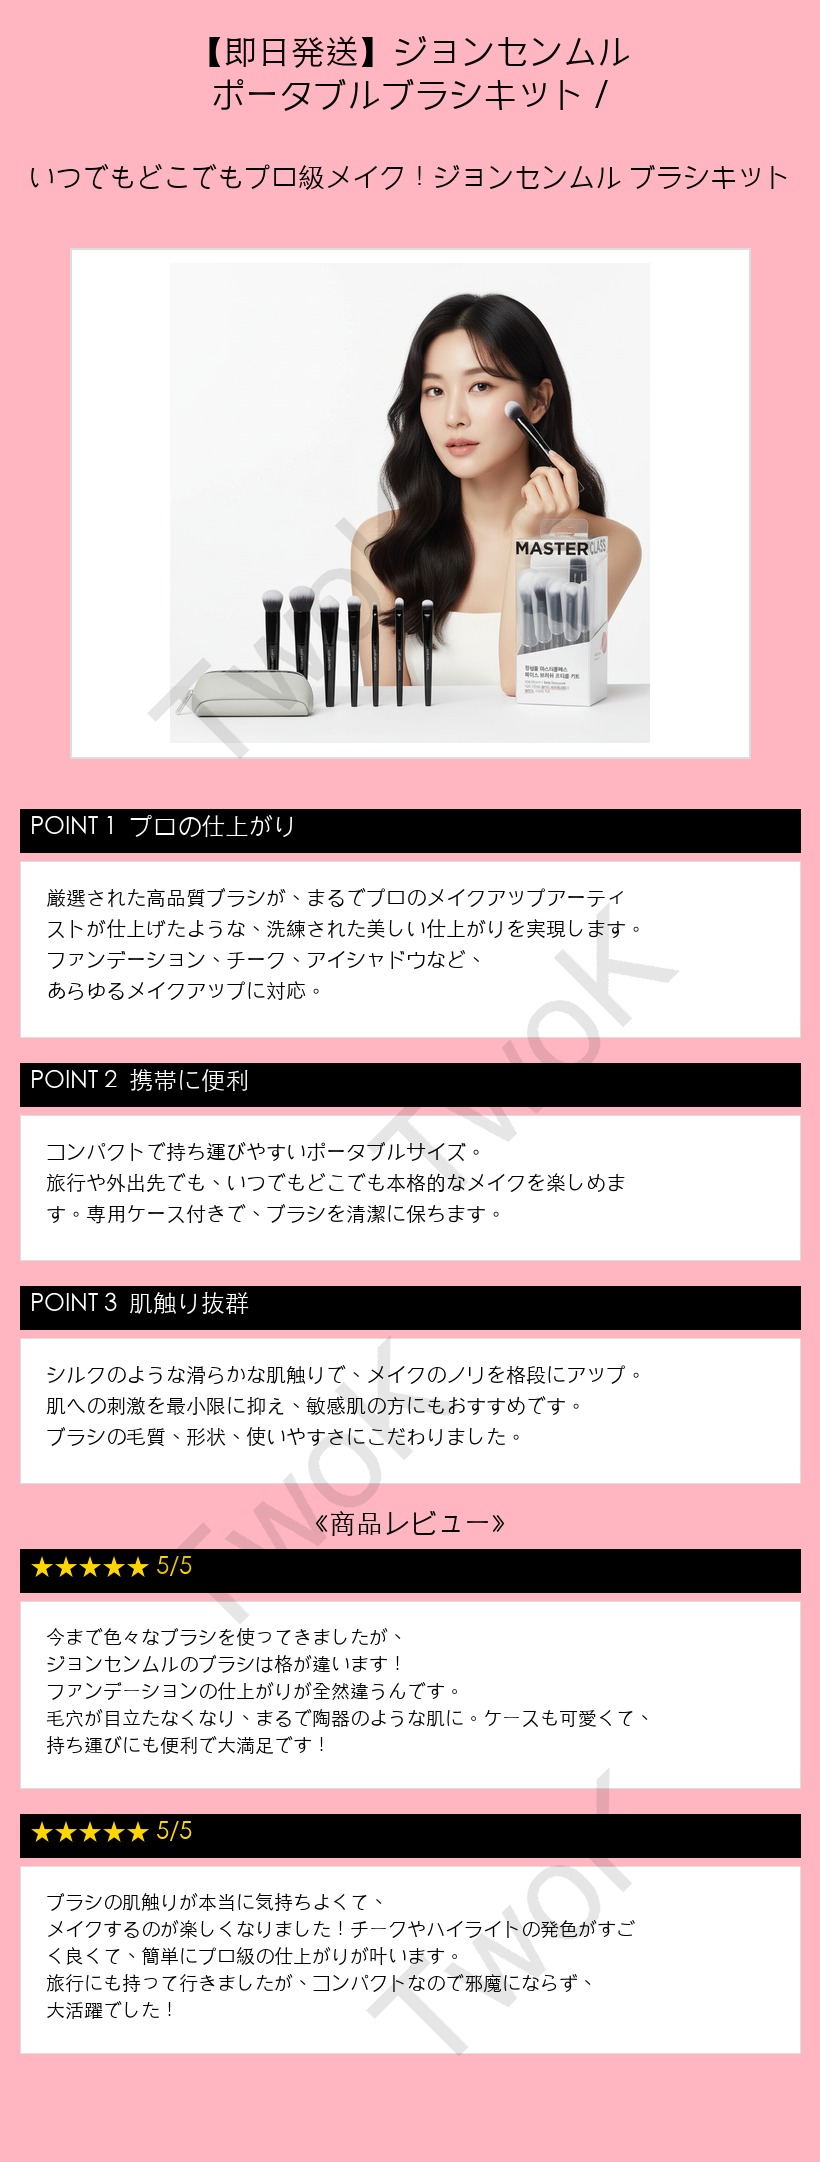 【即日発送】ジョンセンムル
ポータブルブラシキット /
いつでもどこでもプロ級メイク！ジョンセンムル ブラシキット
MASTER CLASS
정샘물 마스터클래스
TwoK
POINT 1 プロの仕上がり
厳選された高品質ブラシが、まるでプロのメイクアップアーティ
ストが仕上げたような、洗練された美しい仕上がりを実現します。
ファンデーション、チーク、アイシャドウなど、
あらゆるメイクアップに対応。
TwoK
POINT 2 携帯に便利
コンパクトで持ち運びやすいポータブルサイズ。
旅行や外出先でも、いつでもどこでも本格的なメイクを楽しめま
す。専用ケース付きで、ブラシを清潔に保ちます。
POINT 3 肌触り抜群
シルクのような滑らかな肌触りで、メイクのノリを格段にアップ。
肌への刺激を最小限に抑え、敏感肌の方にもおすすめです。
ブラシの毛質、形状、使いやすさにこだわりました。
TwoK
《商品レビュー》
★★★★★ 5/5
今まで色々なブラシを使ってきましたが、
ジョンセンムルのブラシは格が違います！
ファンデーションの仕上がりが全然違うんです。
毛穴が目立たなくなり、まるで陶器のような肌に。ケースも可愛くて、
持ち運びにも便利で大満足です！
★★★★★ 5/5
ブラシの肌触りが本当に気持ちよくて、
メイクするのが楽しくなりました！チークやハイライトの発色がすご
く良くて、簡単にプロ級の仕上がりが叶います。
旅行にも持って行きましたが、コンパクトなので邪魔にならず、
大活躍でした！
TwoK